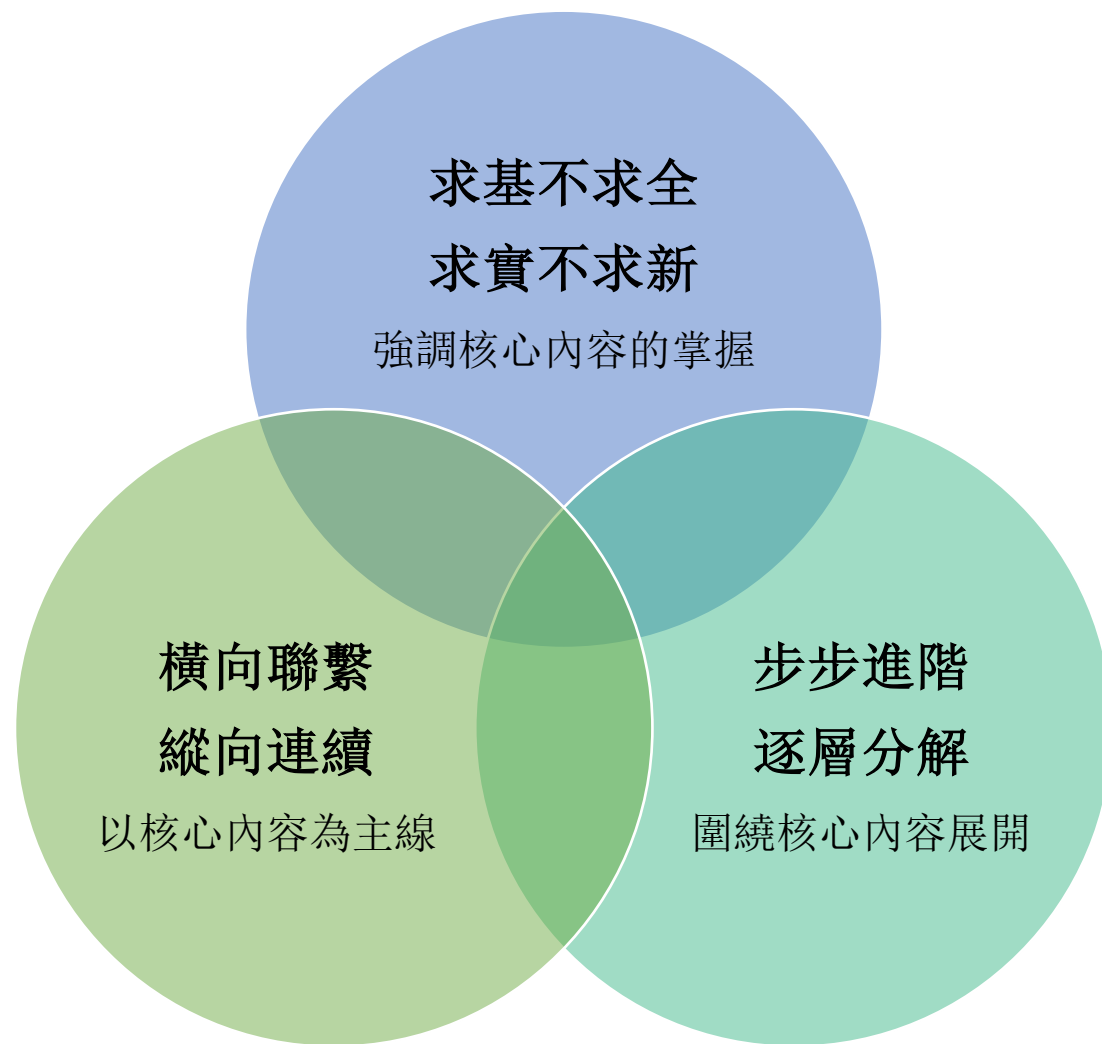 求基不求全
求實不求新
強調核心內容的掌握
橫向聯繫
縱向連續
以核心內容為主線
步步進階
逐層分解
圍繞核心內容展開